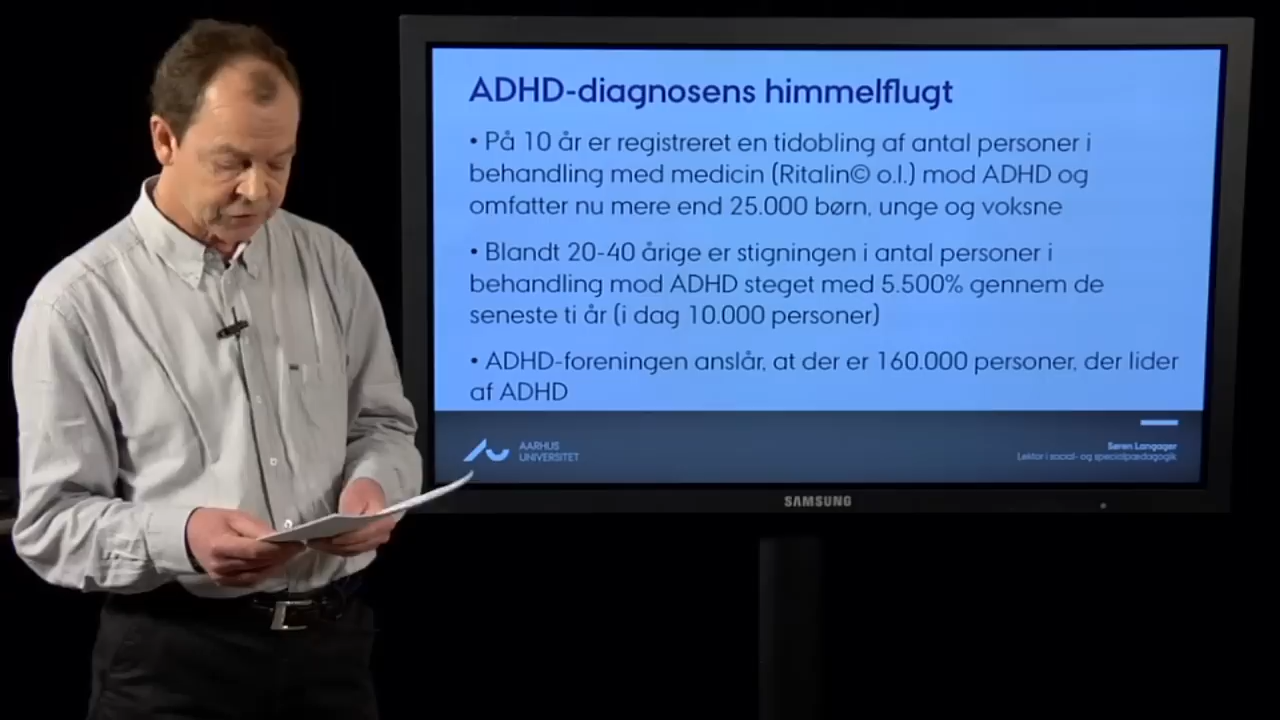 ADHD-diagnosens himmelflugt
• På 10 år er registreret en tidobling af antal personer i
behandling med medicin (Ritalin© o.l.) mod ADHD og
omfatter nu mere end 25.000 børn, unge og voksne
• Blandt 20-40 årige er stigningen i antal personer i
behandling mod ADHD steget med 5.500% gennem de
seneste ti år (i dag 10.000 personer)
• ADHD-foreningen anslår, at der er 160.000 personer, der lider
af ADHD
AARHUS
UNIVERSITET
Søren Langager
Lektor i social- og specialpædagogik
SAMSUNG